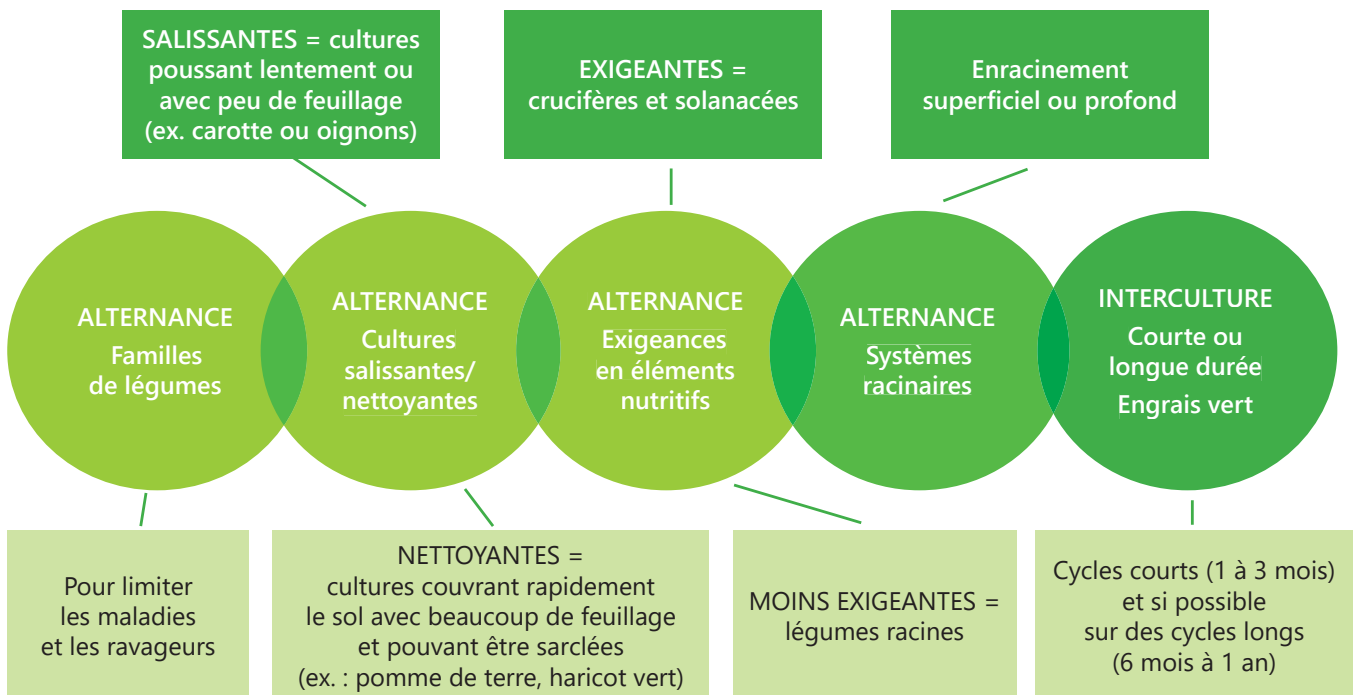 SALISSANTES = cultures
poussant lentement ou
avec peu de feuillage
(ex. carotte ou oignons)
EXIGEANTES =
crucifères et solanacées
Enracinement
superficiel ou profond
ALTERNANCE
Familles
de légumes
ALTERNANCE
Cultures
salissantes/
nettoyantes
ALTERNANCE
Exigeances
en éléments
nutritifs
ALTERNANCE
Systèmes
racinaires
INTERCULTURE
Courte ou
longue durée
Engrais vert
Pour limiter
les maladies
et les ravageurs
NETTOYANTES =
cultures couvrant rapidement
le sol avec beaucoup de feuillage
et pouvant être sarclées
(ex. : pomme de terre, haricot vert)
MOINS EXIGEANTES =
légumes racines
Cycles courts (1 à 3 mois)
et si possible
sur des cycles longs
(6 mois à 1 an)